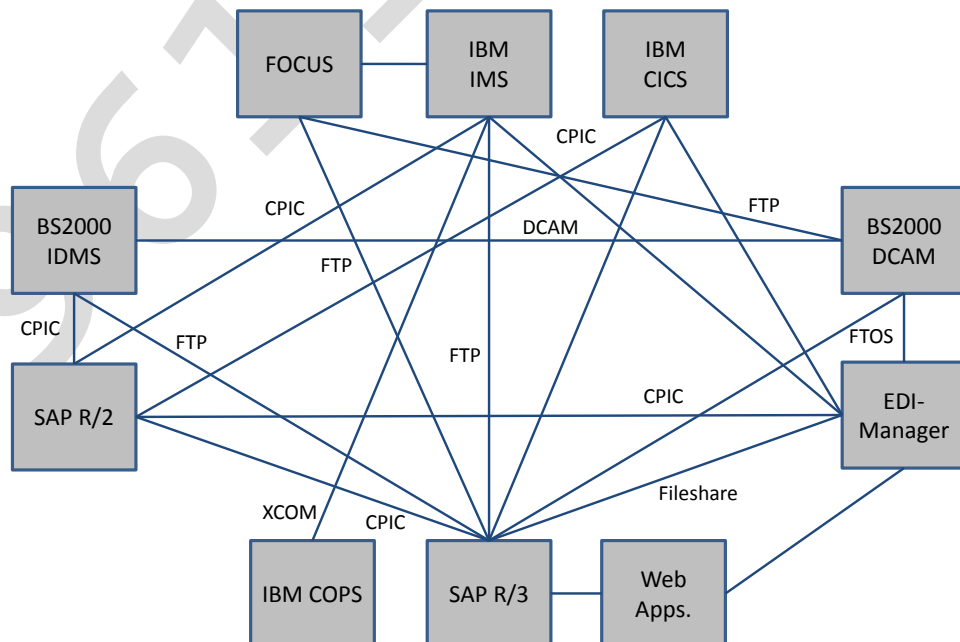 FOCUS
IBM
IMS
IBM
CICS
CPIC
CPIC
FTP
BS2000
IDMS
DCAM
BS2000
DCAM
FTP
CPIC
FTP
FTP
FTOS
SAP R/2
CPIC
EDI-
Manager
XCOM
CPIC
Fileshare
IBM COPS
SAP R/3
Web
Apps.